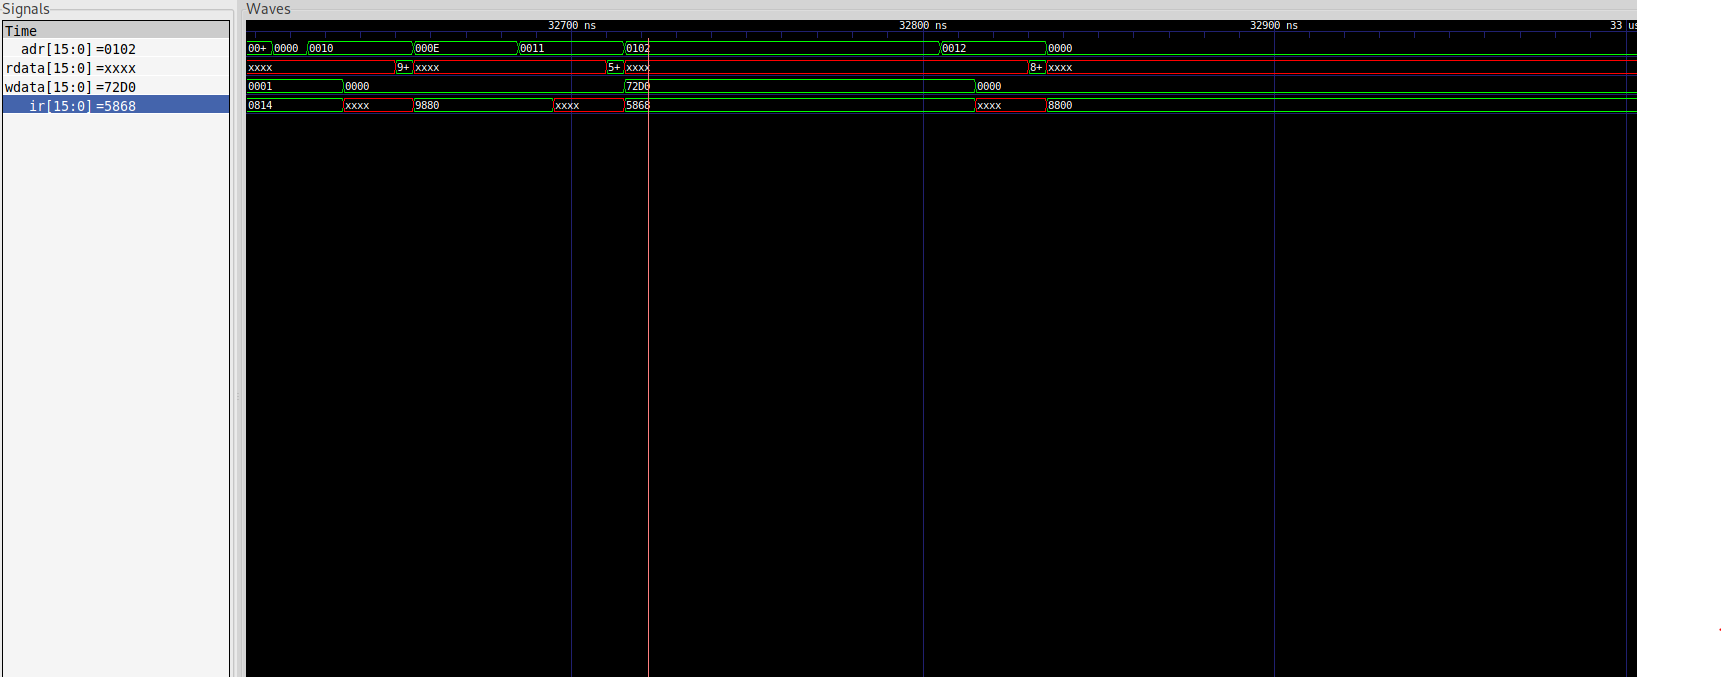 Signals Waves
Time 32700 ns 32800 ns 32900 ns 33 us
adr[15:0] =0102 00+ 0000 0010 000E 0011 0102 0012 0000
rdata[15:0] =xxxx xxxx 9+ xxxx 5+ xxxx 8+ xxxx
wdata[15:0] =72D0 0001 0000 72D0 0000
ir[15:0] =5868 0814 xxxx 9880 xxxx 5868 xxxx 8800